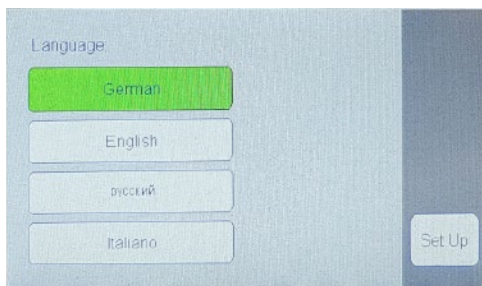 Language
German
English
русский
Italiano
Set Up